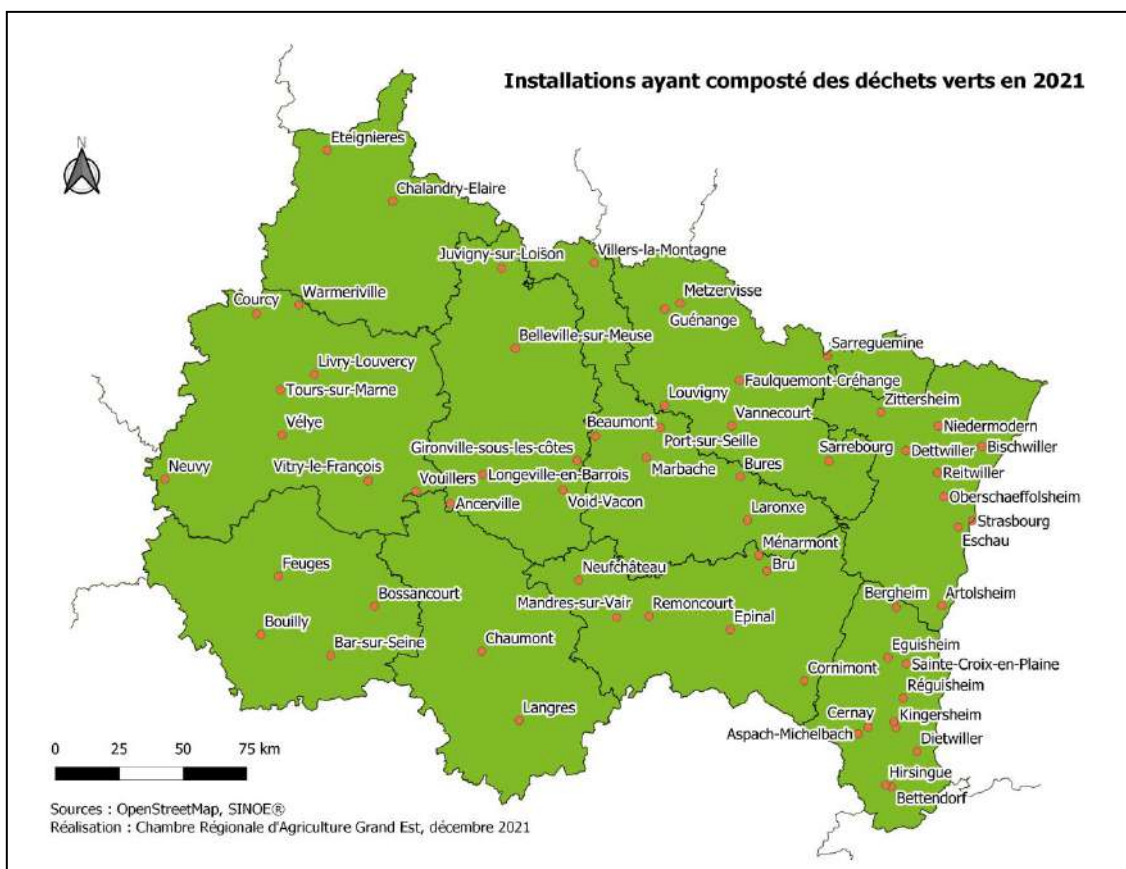 Installations ayant composté des déchets verts en 2021
N
Eteignieres
Chalandry-Elaire
Juvigny-sur-Loison
Villers-la-Montagne
Warmeriville
Courcy
Metzervisse
Guénange
Belleville-sur-Meuse
Sarreguemine
Livry-Louvercy
Tours-sur-Marne
Faulquemont-Créhange
Zittersheim
Louvigny
Vannecourt
Vélye
Beaumont
Port-sur-Seille
Niedermodern
Gironville-sous-les-côtes
Sarrebourg
Dettwiller
Bischwiller
Neuvy
Vitry-le-François
Vouillers
Longeville-en-Barrois
Marbache
Bures
Reitwiller
Ancerville
Void-Vacon
Oberschaeffolsheim
Laronxe
Strasbourg
Eschau
Ménarmont
Feuges
Neufchâteau
Bru
Bossancourt
Mandres-sur-Vair
Remoncourt
Bergheim
Artolsheim
Bouilly
Epinal
Bar-sur-Seine
Chaumont
Eguisheim
Cornimont
Sainte-Croix-en-Plaine
Réguisheim
Langres
Cernay
Kingersheim
Aspach-Michelbach
Dietwiller
0 25 50 75 km
Hirsingue
Bettendorf
Sources : OpenStreetMap, SINOE®
Réalisation : Chambre Régionale d'Agriculture Grand Est, décembre 2021